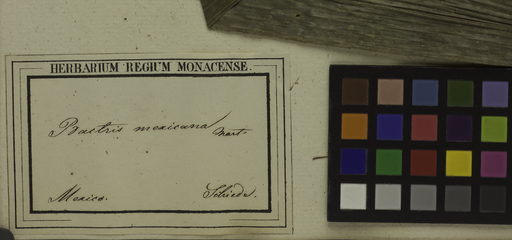 HERBARIUM REGIUM MONACENSE.
Bactris mexicana Mart.
Mexico. Schiede.